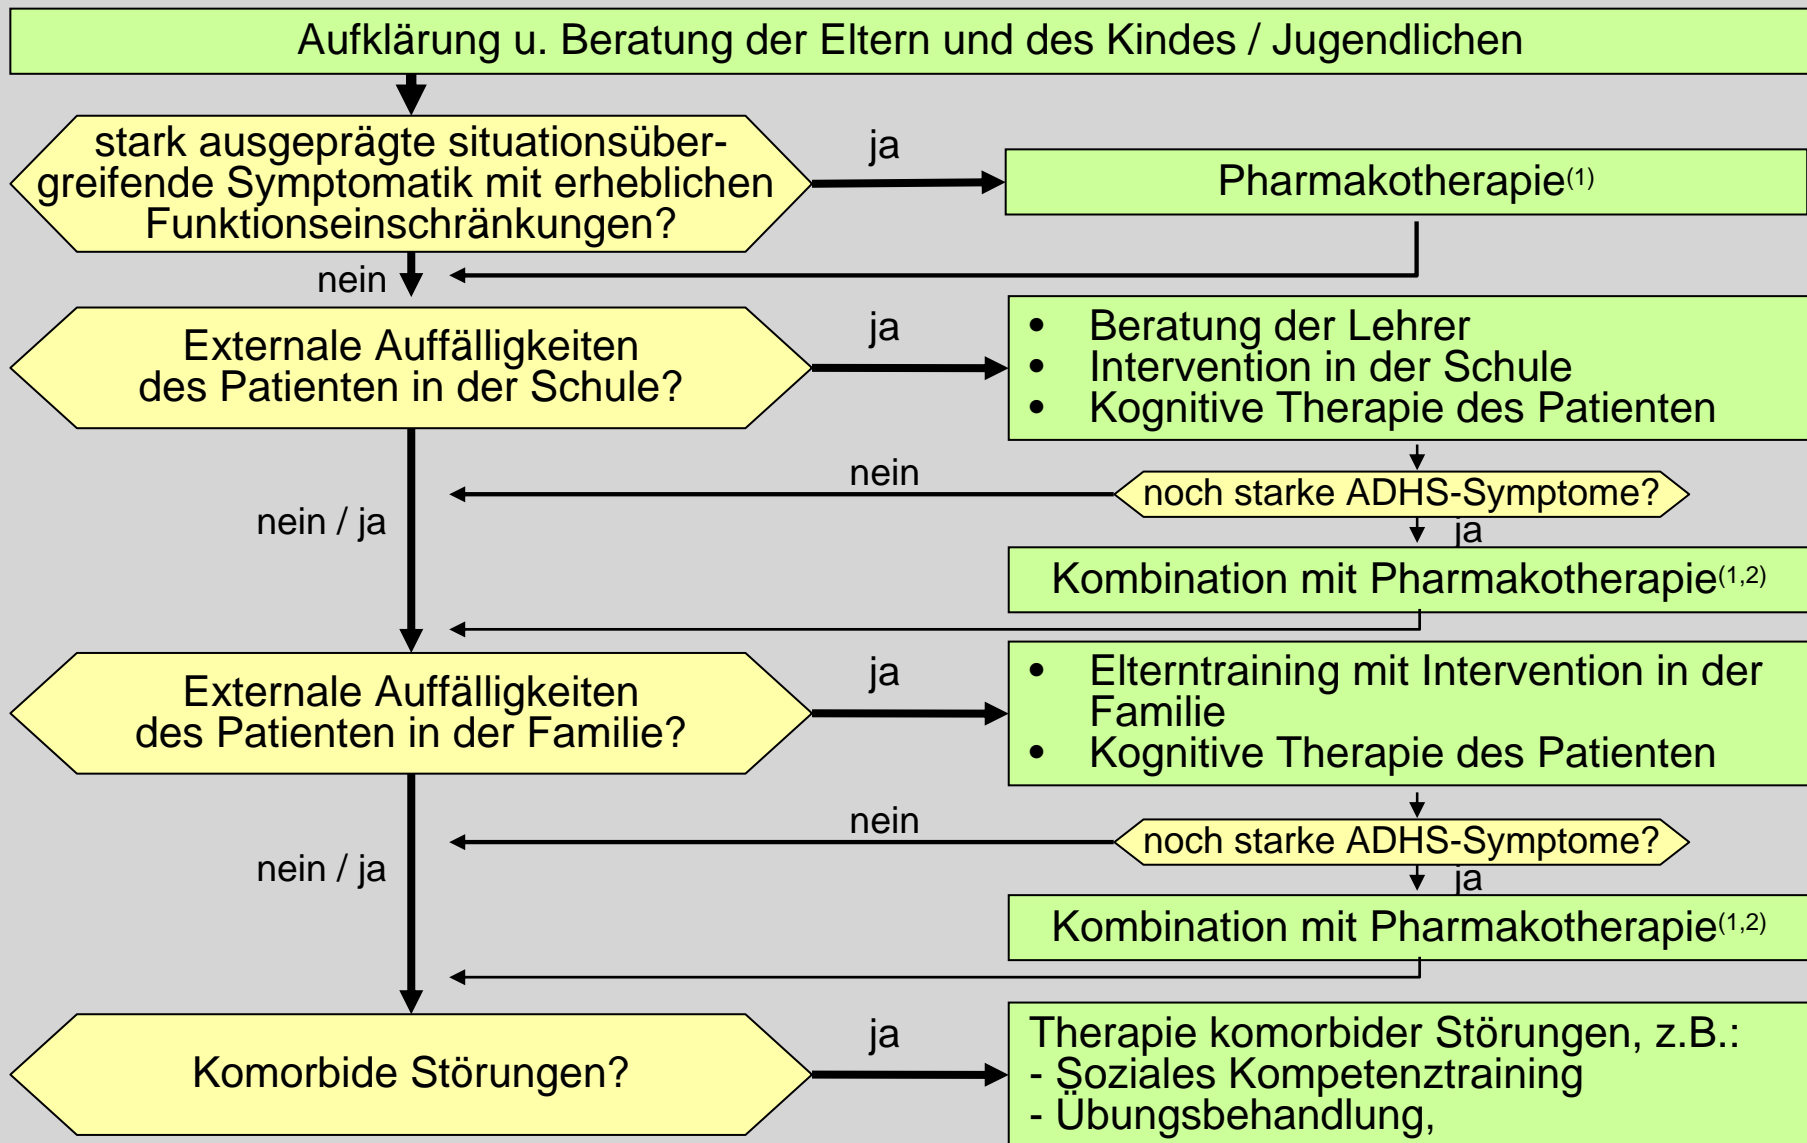 Aufklärung u. Beratung der Eltern und des Kindes / Jugendlichen
stark ausgeprägte situationsüber-
greifende Symptomatik mit erheblichen
Funktionseinschränkungen?
ja
Pharmakotherapie(1)
nein
Externale Auffälligkeiten
des Patienten in der Schule?
ja
• Beratung der Lehrer
• Intervention in der Schule
• Kognitive Therapie des Patienten
nein
noch starke ADHS-Symptome?
nein / ja
ja
Kombination mit Pharmakotherapie(1,2)
Externale Auffälligkeiten
des Patienten in der Familie?
ja
• Elterntraining mit Intervention in der
Familie
• Kognitive Therapie des Patienten
nein
noch starke ADHS-Symptome?
nein / ja
ja
Kombination mit Pharmakotherapie(1,2)
Komorbide Störungen?
ja
Therapie komorbider Störungen, z.B.:
- Soziales Kompetenztraining
- Übungsbehandlung,